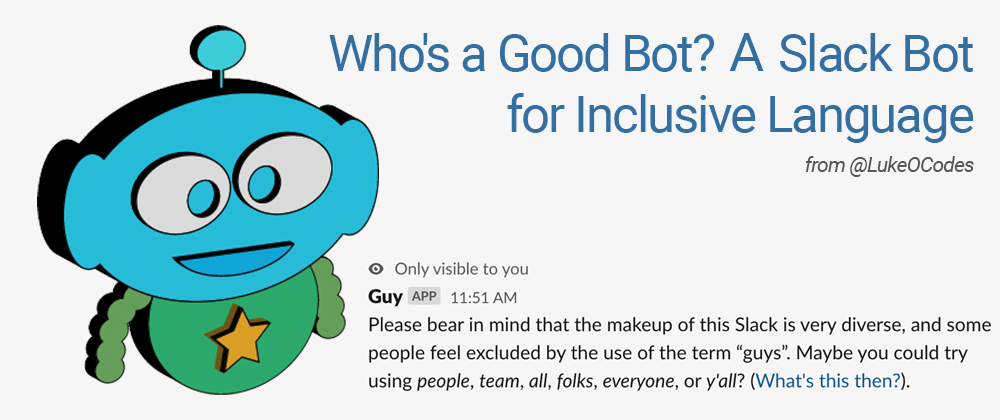 Who's a Good Bot? A Slack Bot
for Inclusive Language
from @LukeOCodes
Only visible to you
Guy APP 11:51 AM
Please bear in mind that the makeup of this Slack is very diverse, and some
people feel excluded by the use of the term “guys”. Maybe you could try
using people, team, all, folks, everyone, or y'all? (What's this then?).